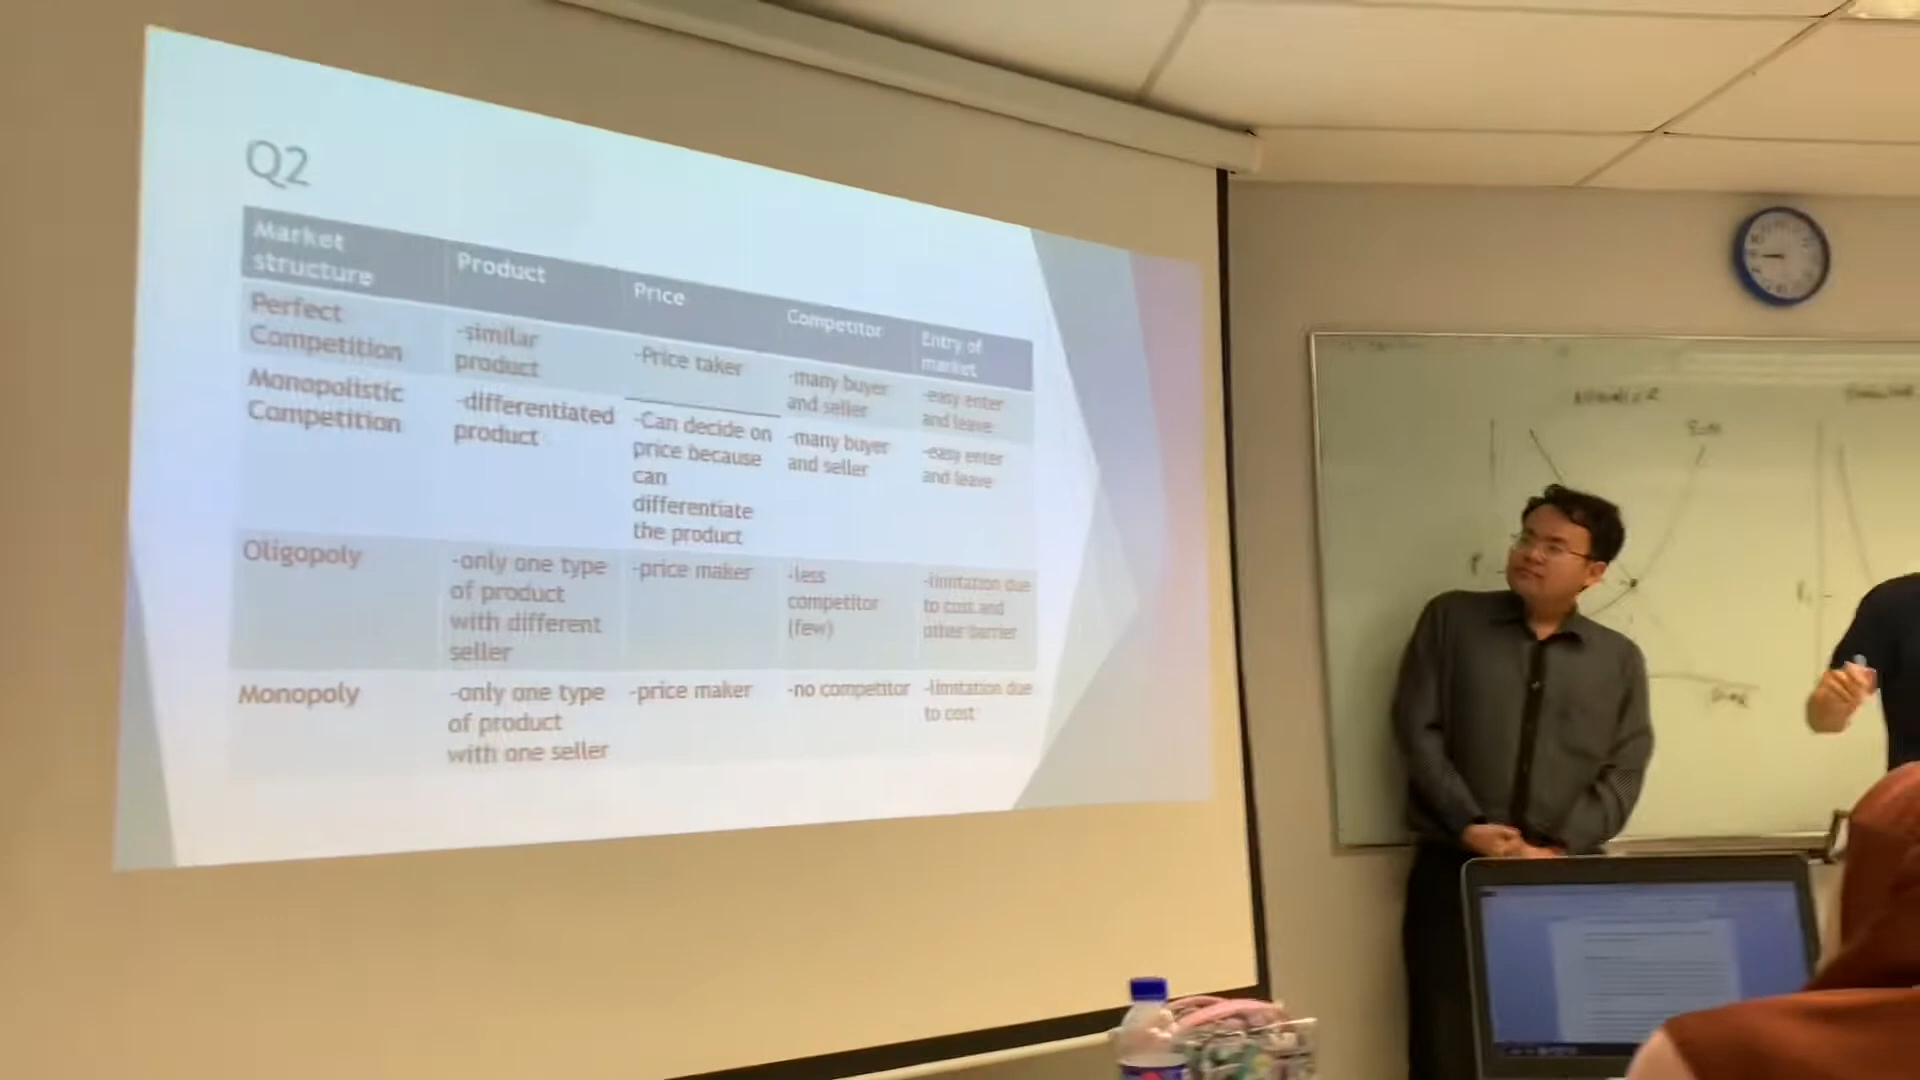 Q2
Market
structure
Product
Price
Competitor
Entry of
market
Perfect
Competition
-similar
product
-Price taker
-many buyer
and seller
-easy enter
and leave
Monopolistic
Competition
-differentiated
product
-Can decide on
price because
can
differentiate
the product
-many buyer
and seller
-easy enter
and leave
Oligopoly
-only one type
of product
with different
seller
-price maker
-less
competitor
(few)
-limitation due
to cost and
other barrier
Monopoly
-only one type
of product
with one seller
-price maker
-no competitor
-limitation due
to cost